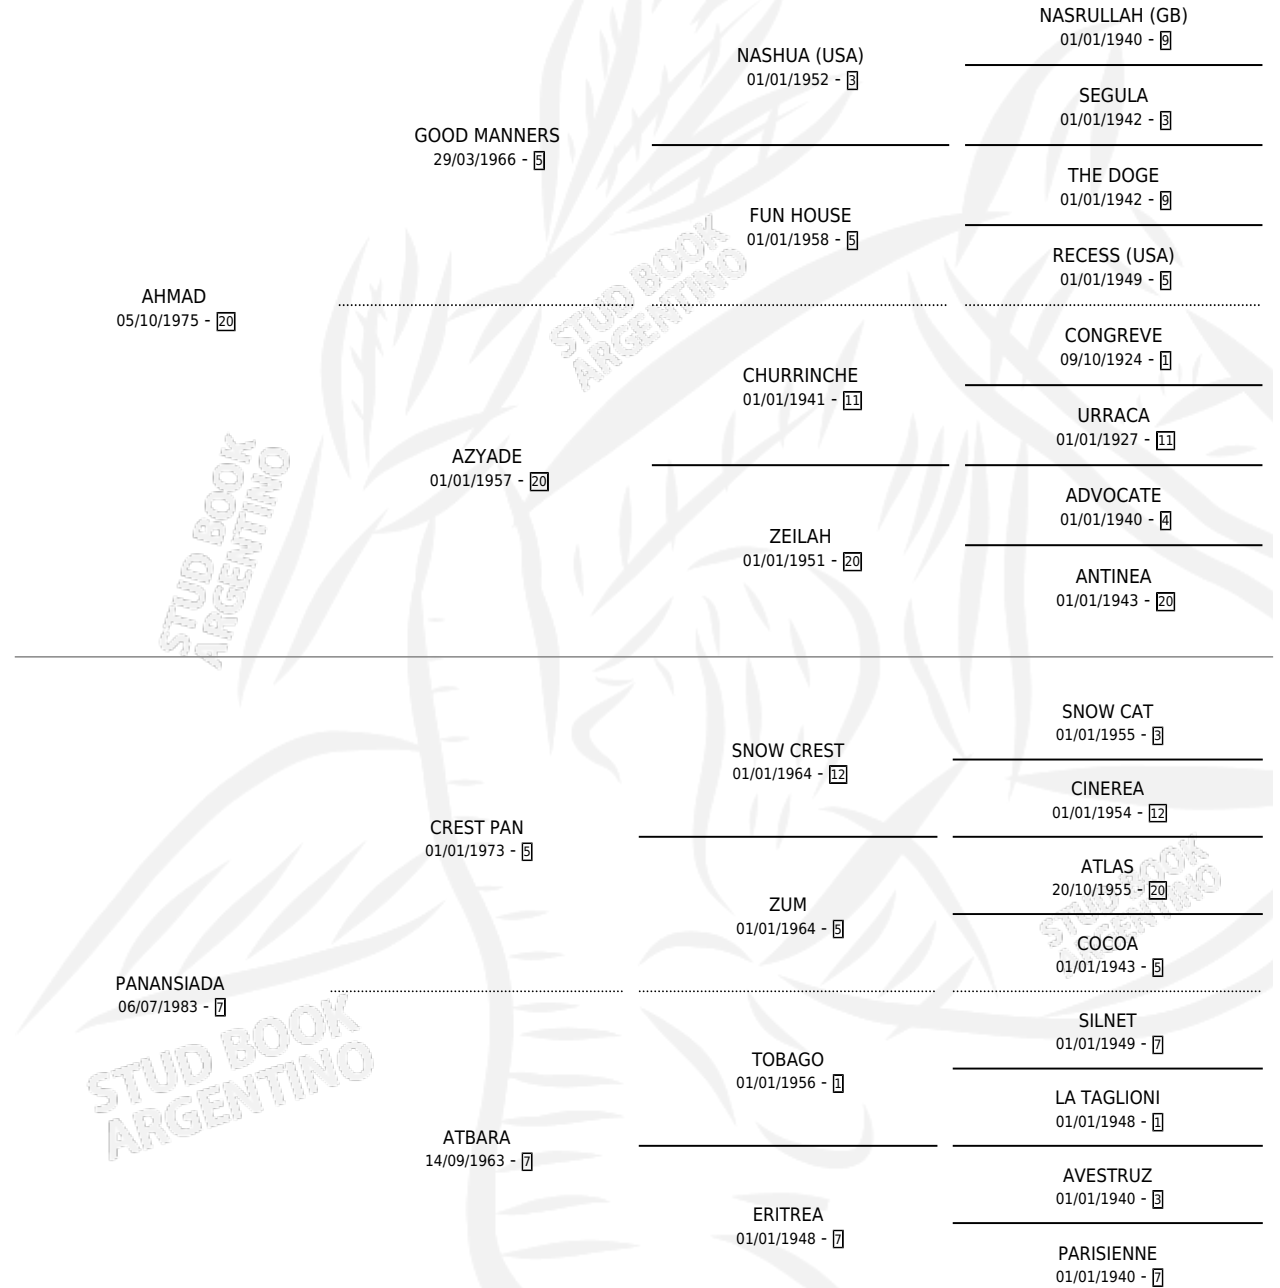 NASRULLAH (GB)
01/01/1940 - 9
NASHUA (USA)
01/01/1952 - 3
SEGULA
01/01/1942 - 3
GOOD MANNERS
29/03/1966 - 5
THE DOGE
01/01/1942 - 9
FUN HOUSE
01/01/1958 - 5
RECESS (USA)
01/01/1949 - 5
AHMAD
05/10/1975 - 20
CONGREVE
09/10/1924 - 1
CHURRINCHE
01/01/1941 - 11
URRACA
01/01/1927 - 11
AZYADE
01/01/1957 - 20
ADVOCATE
01/01/1940 - 4
ZEILAH
01/01/1951 - 20
ANTINEA
01/01/1943 - 20
STUD BOOK
ARGENTINO
STUD BOOK
ARGENTINO
SNOW CAT
01/01/1955 - 3
SNOW CREST
01/01/1964 - 12
CINEREA
01/01/1954 - 12
CREST PAN
01/01/1973 - 5
ATLAS
20/10/1955 - 20
ZUM
01/01/1964 - 5
COCOA
01/01/1943 - 5
STUD BOOK
ARGENTINO
PANANSIADA
06/07/1983 - 7
SILNET
01/01/1949 - 7
TOBAGO
01/01/1956 - 1
LA TAGLIONI
01/01/1948 - 1
STUD BOOK
ARGENTINO
ATBARA
14/09/1963 - 7
AVESTRUZ
01/01/1940 - 3
ERITREA
01/01/1948 - 7
PARISIENNE
01/01/1940 - 7